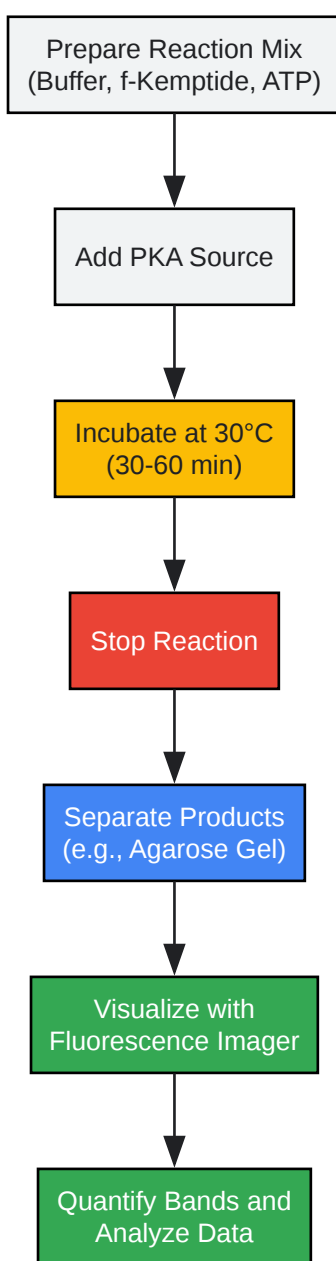 Prepare Reaction Mix
(Buffer, f-Kemptide, ATP)
Add PKA Source
Incubate at 30°C
(30-60 min)
Stop Reaction
Separate Products
(e.g., Agarose Gel)
Visualize with
Fluorescence Imager
Quantify Bands and
Analyze Data